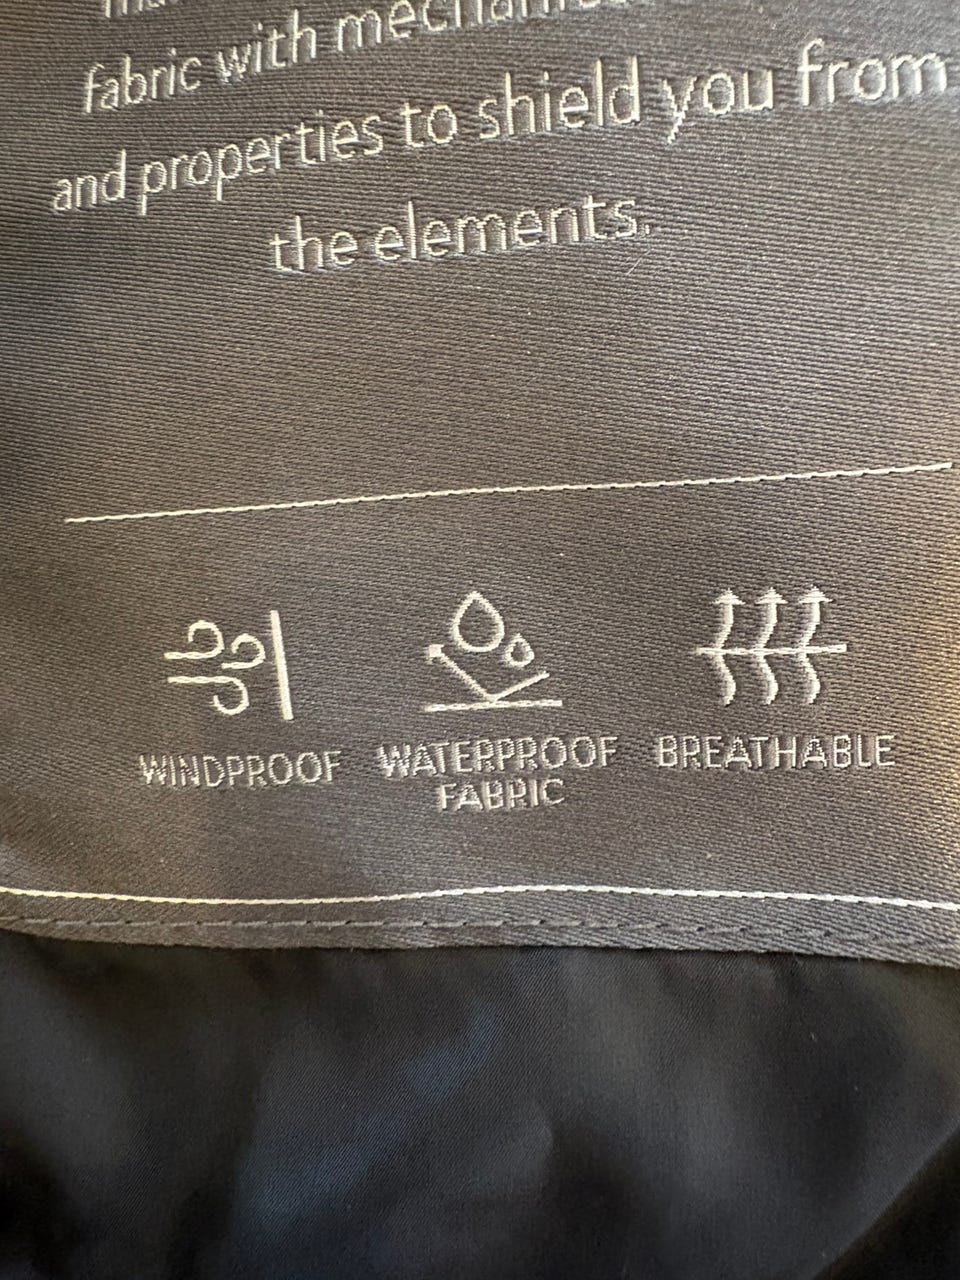 fabric with
and properties to shield you from
the elements.
WINDPROOF
WATERPROOF
FABRIC
BREATHABLE